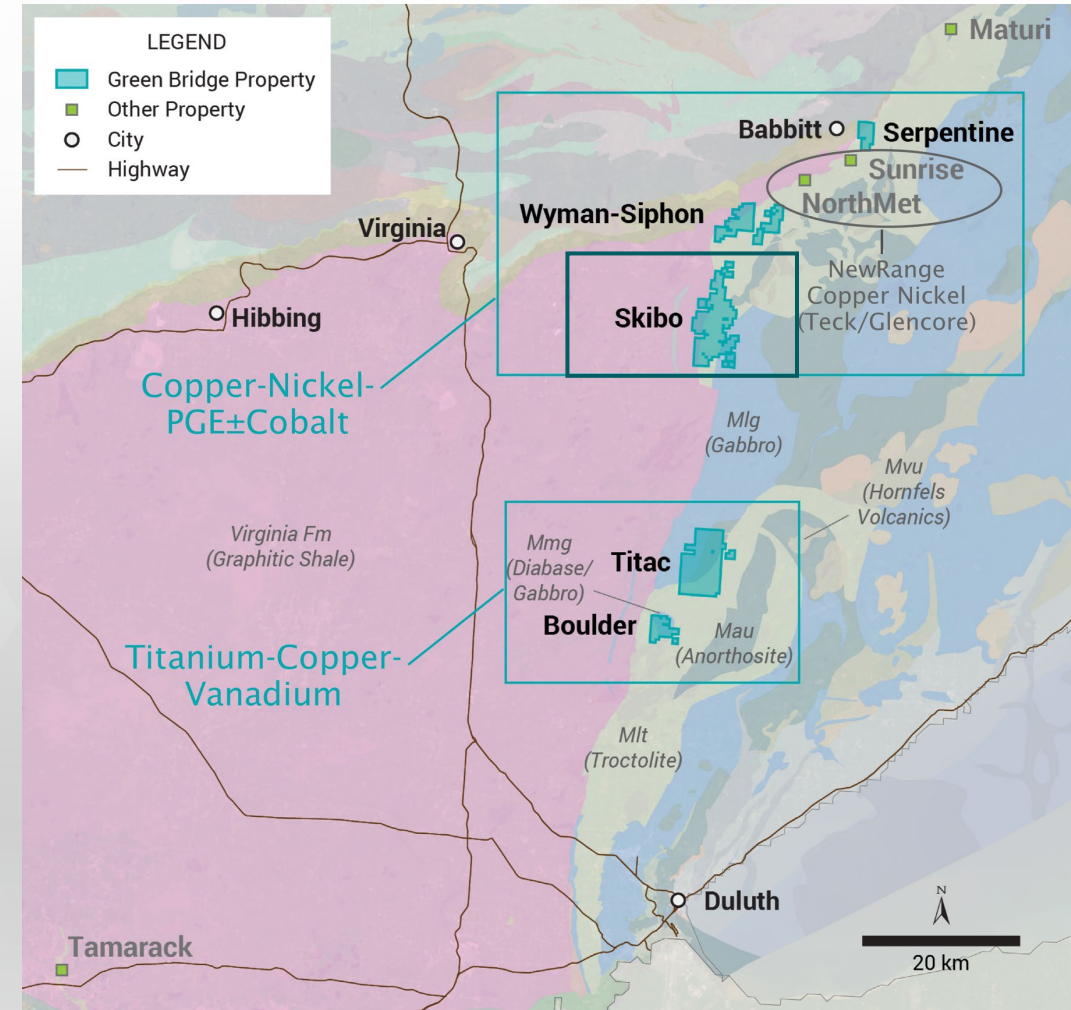 LEGEND
Green Bridge Property
Other Property
City
Highway
Maturi
Babbitt
Serpentine
Sunrise
NorthMet
Wyman-Siphon
Virginia
NewRange
Copper Nickel
(Teck/Glencore)
Skibo
Hibbing
Copper-Nickel-
PGE±Cobalt
Mlg
(Gabbro)
Mvu
(Hornfels
Volcanics)
Virginia Fm
(Graphitic Shale)
Mmg
(Diabase/
Gabbro)
Titac
Boulder
Mau
(Anorthosite)
Titanium-Copper-
Vanadium
Mlt
(Troctolite)
Duluth
N
20 km
Tamarack